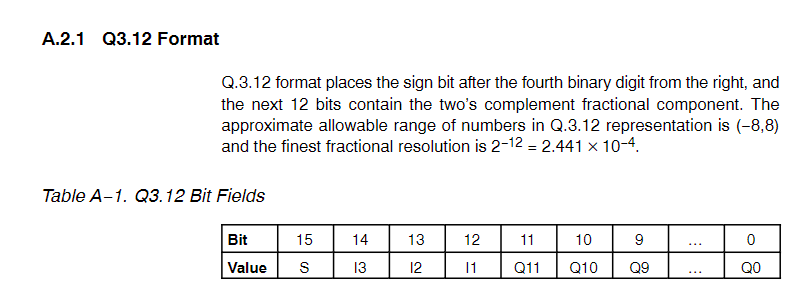 A.2.1 Q3.12 Format
Q.3.12 format places the sign bit after the fourth binary digit from the right, and
the next 12 bits contain the two's complement fractional component. The
approximate allowable range of numbers in Q.3.12 representation is (−8,8)
and the finest fractional resolution is 2−12 = 2.441 × 10−4.
Table A−1. Q3.12 Bit Fields
Bit 15 14 13 12 11 10 9 … 0
Value S I3 I2 I1 Q11 Q10 Q9 … Q0